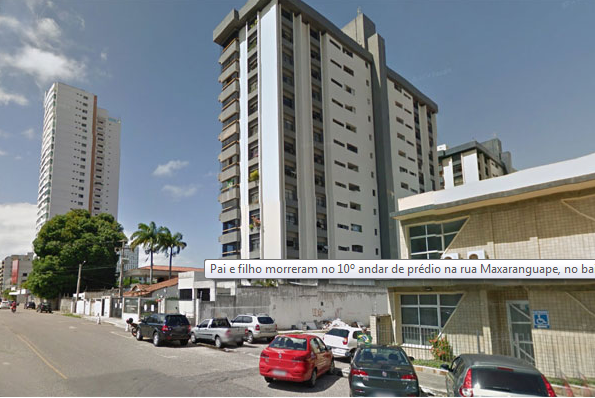 Pai e filho morreram no 10º andar de prédio na rua Maxaranguape, no ba